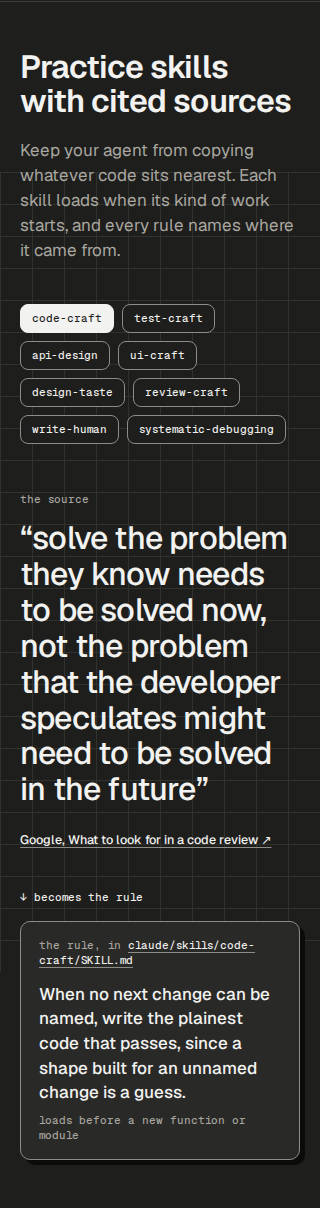 Practice skills
with cited sources
Keep your agent from copying
whatever code sits nearest. Each
skill loads when its kind of work
starts, and every rule names where
it came from.
code-craft test-craft
api-design ui-craft
design-taste review-craft
write-human systematic-debugging
the source
“solve the problem
they know needs
to be solved now,
not the problem
that the developer
speculates might
need to be solved
in the future”
Google, What to look for in a code review ↗
↓ becomes the rule
the rule, in claude/skills/code-
craft/SKILL.md
When no next change can be
named, write the plainest
code that passes, since a
shape built for an unnamed
change is a guess.
loads before a new function or
module